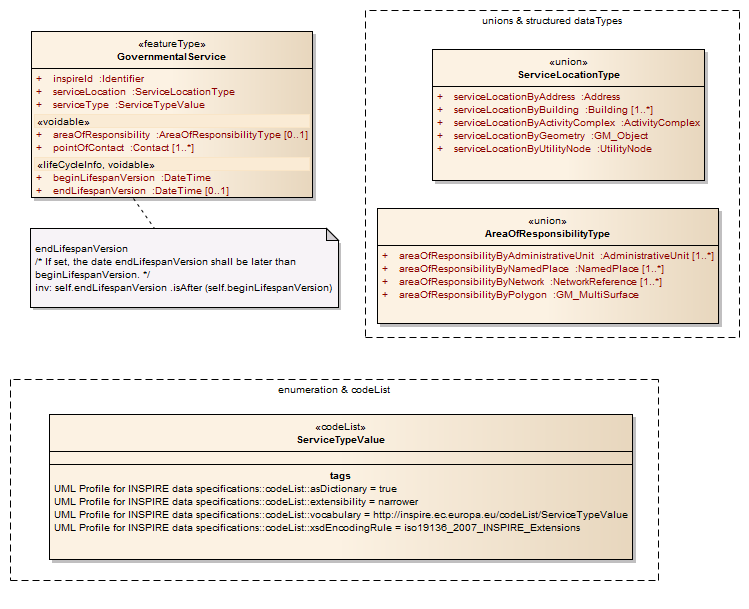 «featureType»
GovernmentalService
+ inspireId :Identifier
+ serviceLocation :ServiceLocationType
+ serviceType :ServiceTypeValue
«voidable»
+ areaOfResponsibility :AreaOfResponsibilityType [0..1]
+ pointOfContact :Contact [1..*]
«lifeCycleInfo, voidable»
+ beginLifespanVersion :DateTime
+ endLifespanVersion :DateTime [0..1]
endLifespanVersion
/* If set, the date endLifespanVersion shall be later than
beginLifespanVersion. */
inv: self.endLifespanVersion .isAfter (self.beginLifespanVersion)
unions & structured dataTypes
«union»
ServiceLocationType
+ serviceLocationByAddress :Address
+ serviceLocationByBuilding :Building [1..*]
+ serviceLocationByActivityComplex :ActivityComplex
+ serviceLocationByGeometry :GM_Object
+ serviceLocationByUtilityNode :UtilityNode
«union»
AreaOfResponsibilityType
+ areaOfResponsibilityByAdministrativeUnit :AdministrativeUnit [1..*]
+ areaOfResponsibilityByNamedPlace :NamedPlace [1..*]
+ areaOfResponsibilityByNetwork :NetworkReference [1..*]
+ areaOfResponsibilityByPolygon :GM_MultiSurface
enumeration & codeList
«codeList»
ServiceTypeValue
tags
UML Profile for INSPIRE data specifications::codeList::asDictionary = true
UML Profile for INSPIRE data specifications::codeList::extensibility = narrower
UML Profile for INSPIRE data specifications::codeList::vocabulary = http://inspire.ec.europa.eu/codeList/ServiceTypeValue
UML Profile for INSPIRE data specifications::codeList::xsdEncodingRule = iso19136_2007_INSPIRE_Extensions